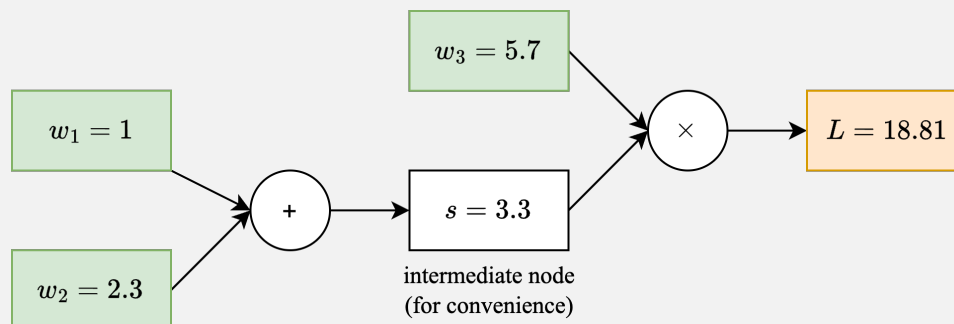 w₃ = 5.7
w₁ = 1
×
L = 18.81
+
s = 3.3
w₂ = 2.3
intermediate node
(for convenience)